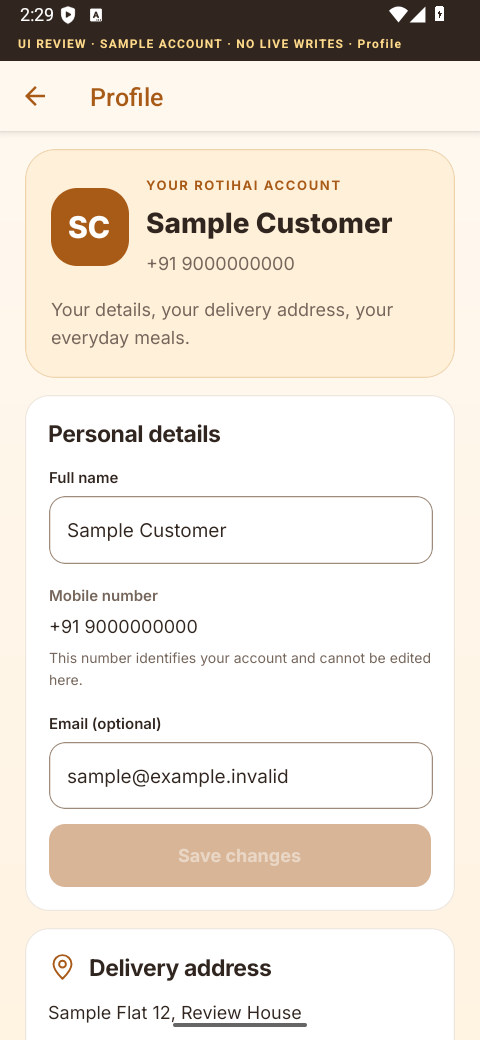 2:29
UI REVIEW · SAMPLE ACCOUNT · NO LIVE WRITES · Profile
Profile
SC
YOUR ROTIHAI ACCOUNT
Sample Customer
+91 9000000000
Your details, your delivery address, your
everyday meals.
Personal details
Full name
Sample Customer
Mobile number
+91 9000000000
This number identifies your account and cannot be edited
here.
Email (optional)
sample@example.invalid
Save changes
Delivery address
Sample Flat 12, Review House